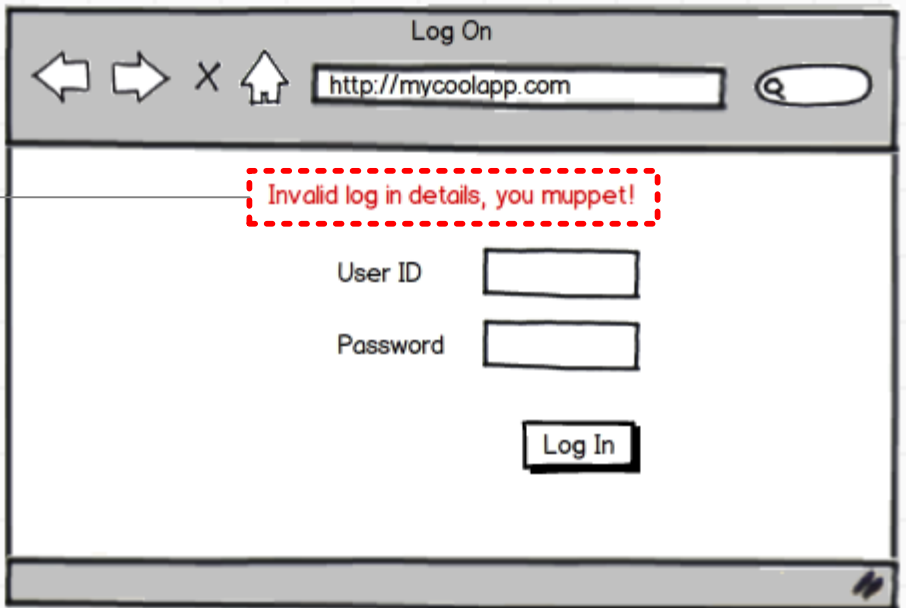 Log On
http://mycoolapp.com
Invalid log in details, you muppet!
User ID
Password
Log In